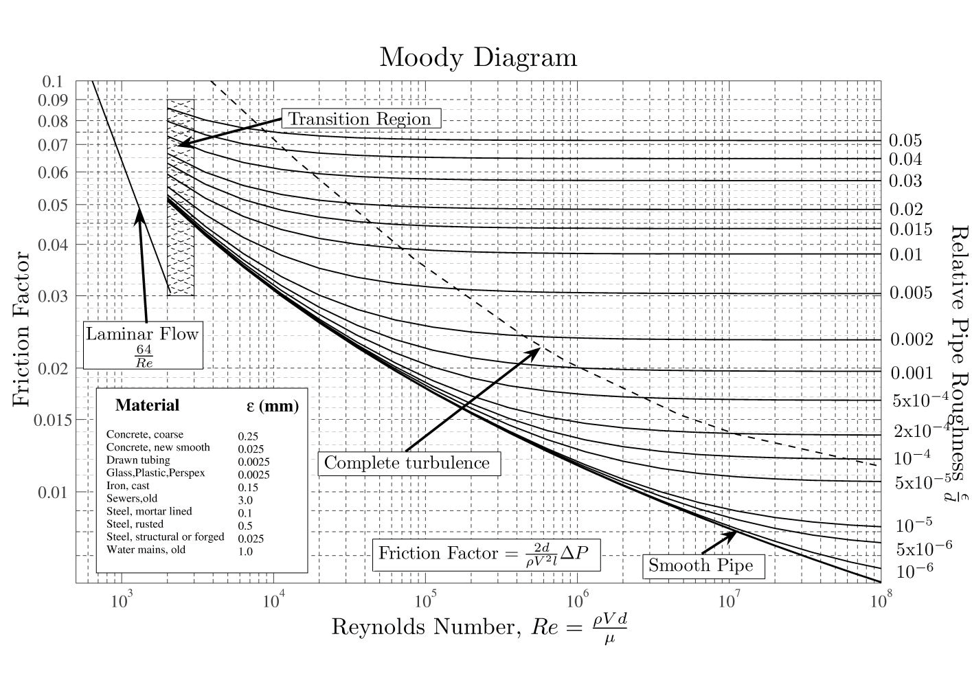 Moody Diagram
Friction Factor
0.1
0.09
0.08
0.07
0.06
0.05
0.04
0.03
0.02
0.015
0.01
Transition Region
Laminar Flow
64/Re
Material ε (mm)
Concrete, coarse 0.25
Concrete, new smooth 0.025
Drawn tubing 0.0025
Glass,Plastic,Perspex 0.0025
Iron, cast 0.15
Sewers,old 3.0
Steel, mortar lined 0.1
Steel, rusted 0.5
Steel, structural or forged 0.025
Water mains, old 1.0
Complete turbulence
Friction Factor = 2d/ρV²l ΔP
Smooth Pipe
0.05
0.04
0.03
0.02
0.015
0.01
0.005
0.002
0.001
5x10⁻⁴
2x10⁻⁴
10⁻⁴
5x10⁻⁵
10⁻⁵
5x10⁻⁶
10⁻⁶
Relative Pipe Roughness ε/d
10³ 10⁴ 10⁵ 10⁶ 10⁷ 10⁸
Reynolds Number, Re = ρVd/μ